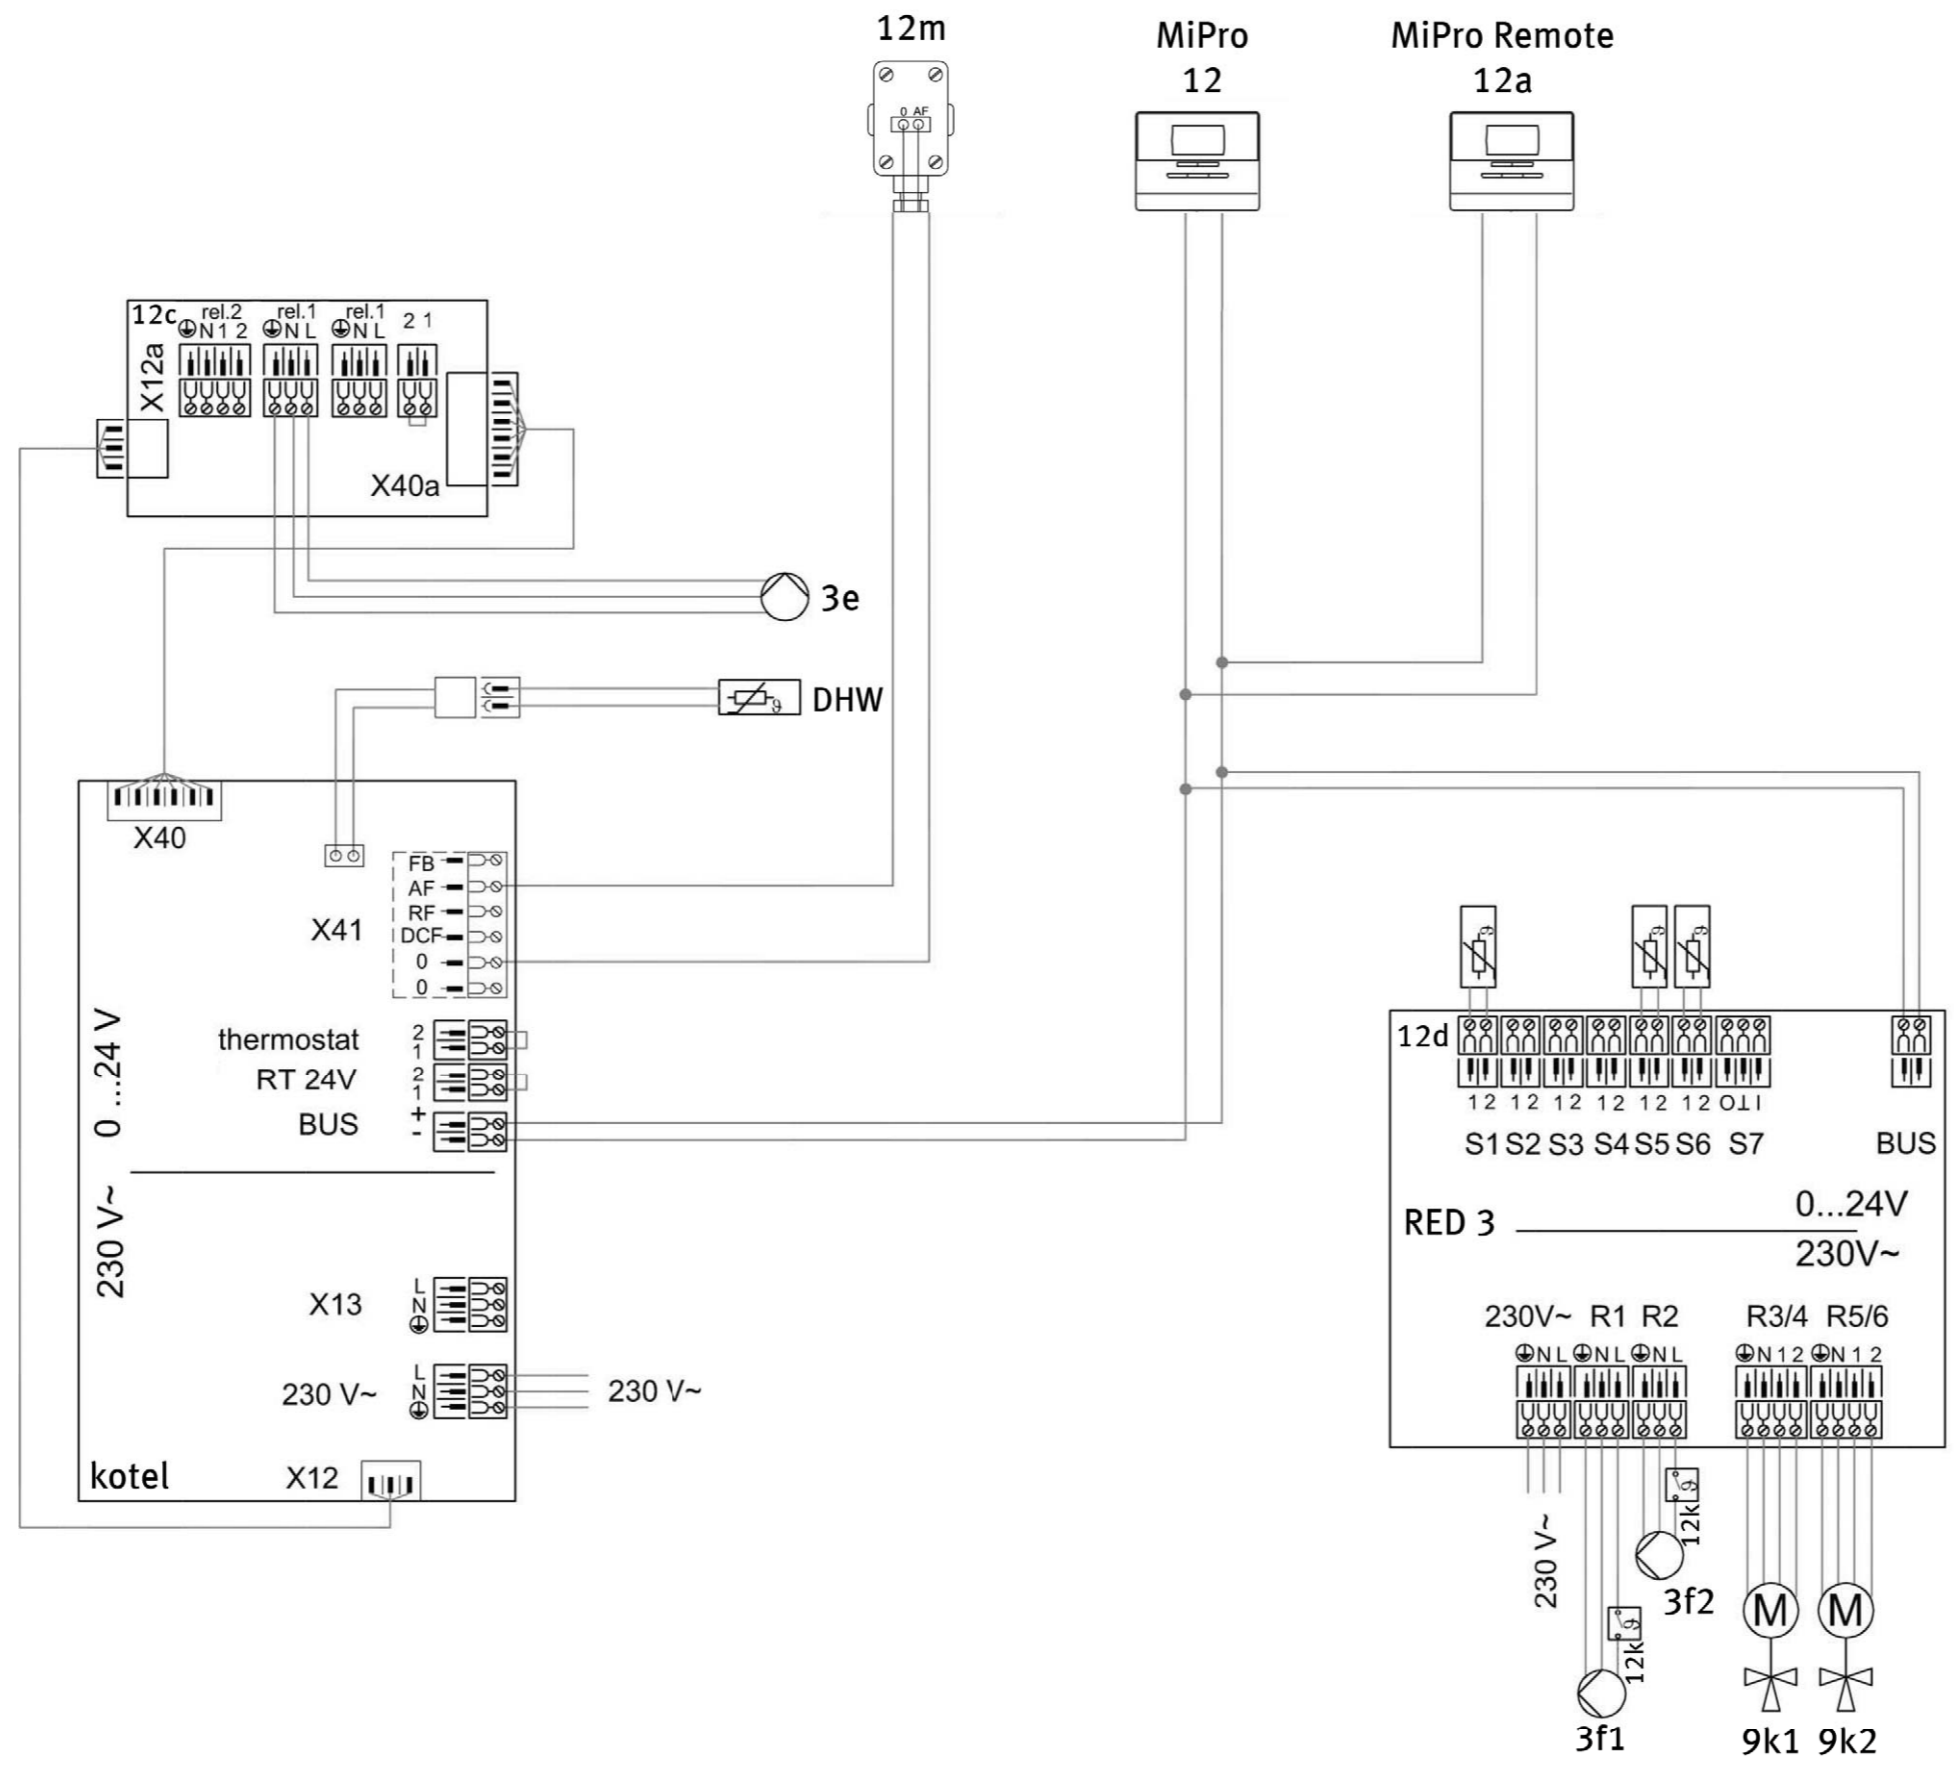 12m
MiPro
12
MiPro Remote
12a
0 AF
12c
rel.2
rel.1
rel.1
N 1 2
N L
N L
2 1
X12a
X40a
3e
DHW
X40
X41
FB
AF
RF
DCF
0
0
thermostat
2
1
RT 24V
2
1
BUS
+
-
0 ...24 V
230 V~
X13
L
N
230 V~
L
N
230 V~
kotel
X12
12d
1 2
1 2
1 2
1 2
1 2
1 2
O⊥I
S1 S2 S3 S4 S5 S6 S7
BUS
RED 3
0...24V
230V~
230V~ R1 R2 R3/4 R5/6
N L
N L
N L
N 1 2
N 1 2
230 V~
12k
3f2
12k
3f1
M
M
9k1
9k2